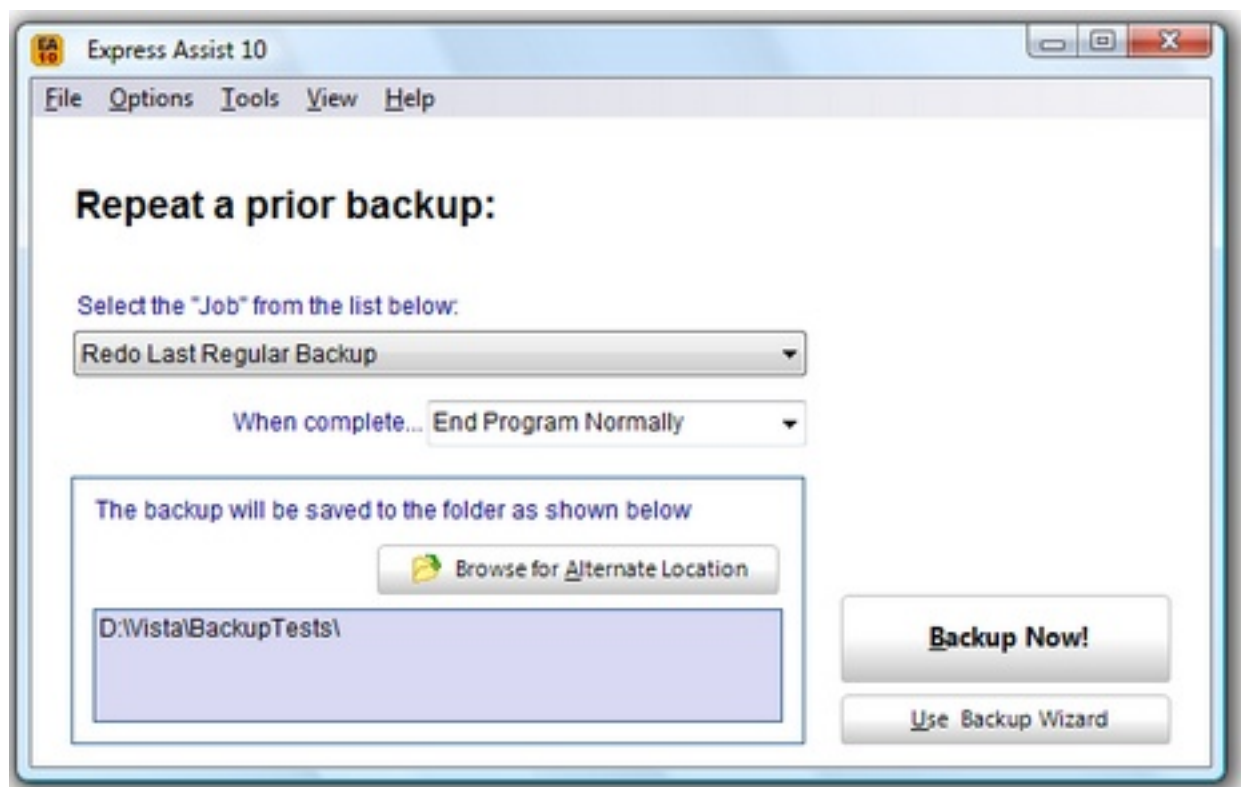 EA
10
Express Assist 10
File Options Tools View Help
Repeat a prior backup:
Select the "Job" from the list below:
Redo Last Regular Backup
When complete... End Program Normally
The backup will be saved to the folder as shown below
Browse for Alternate Location
D:\Vista\BackupTests\
Backup Now!
Use Backup Wizard